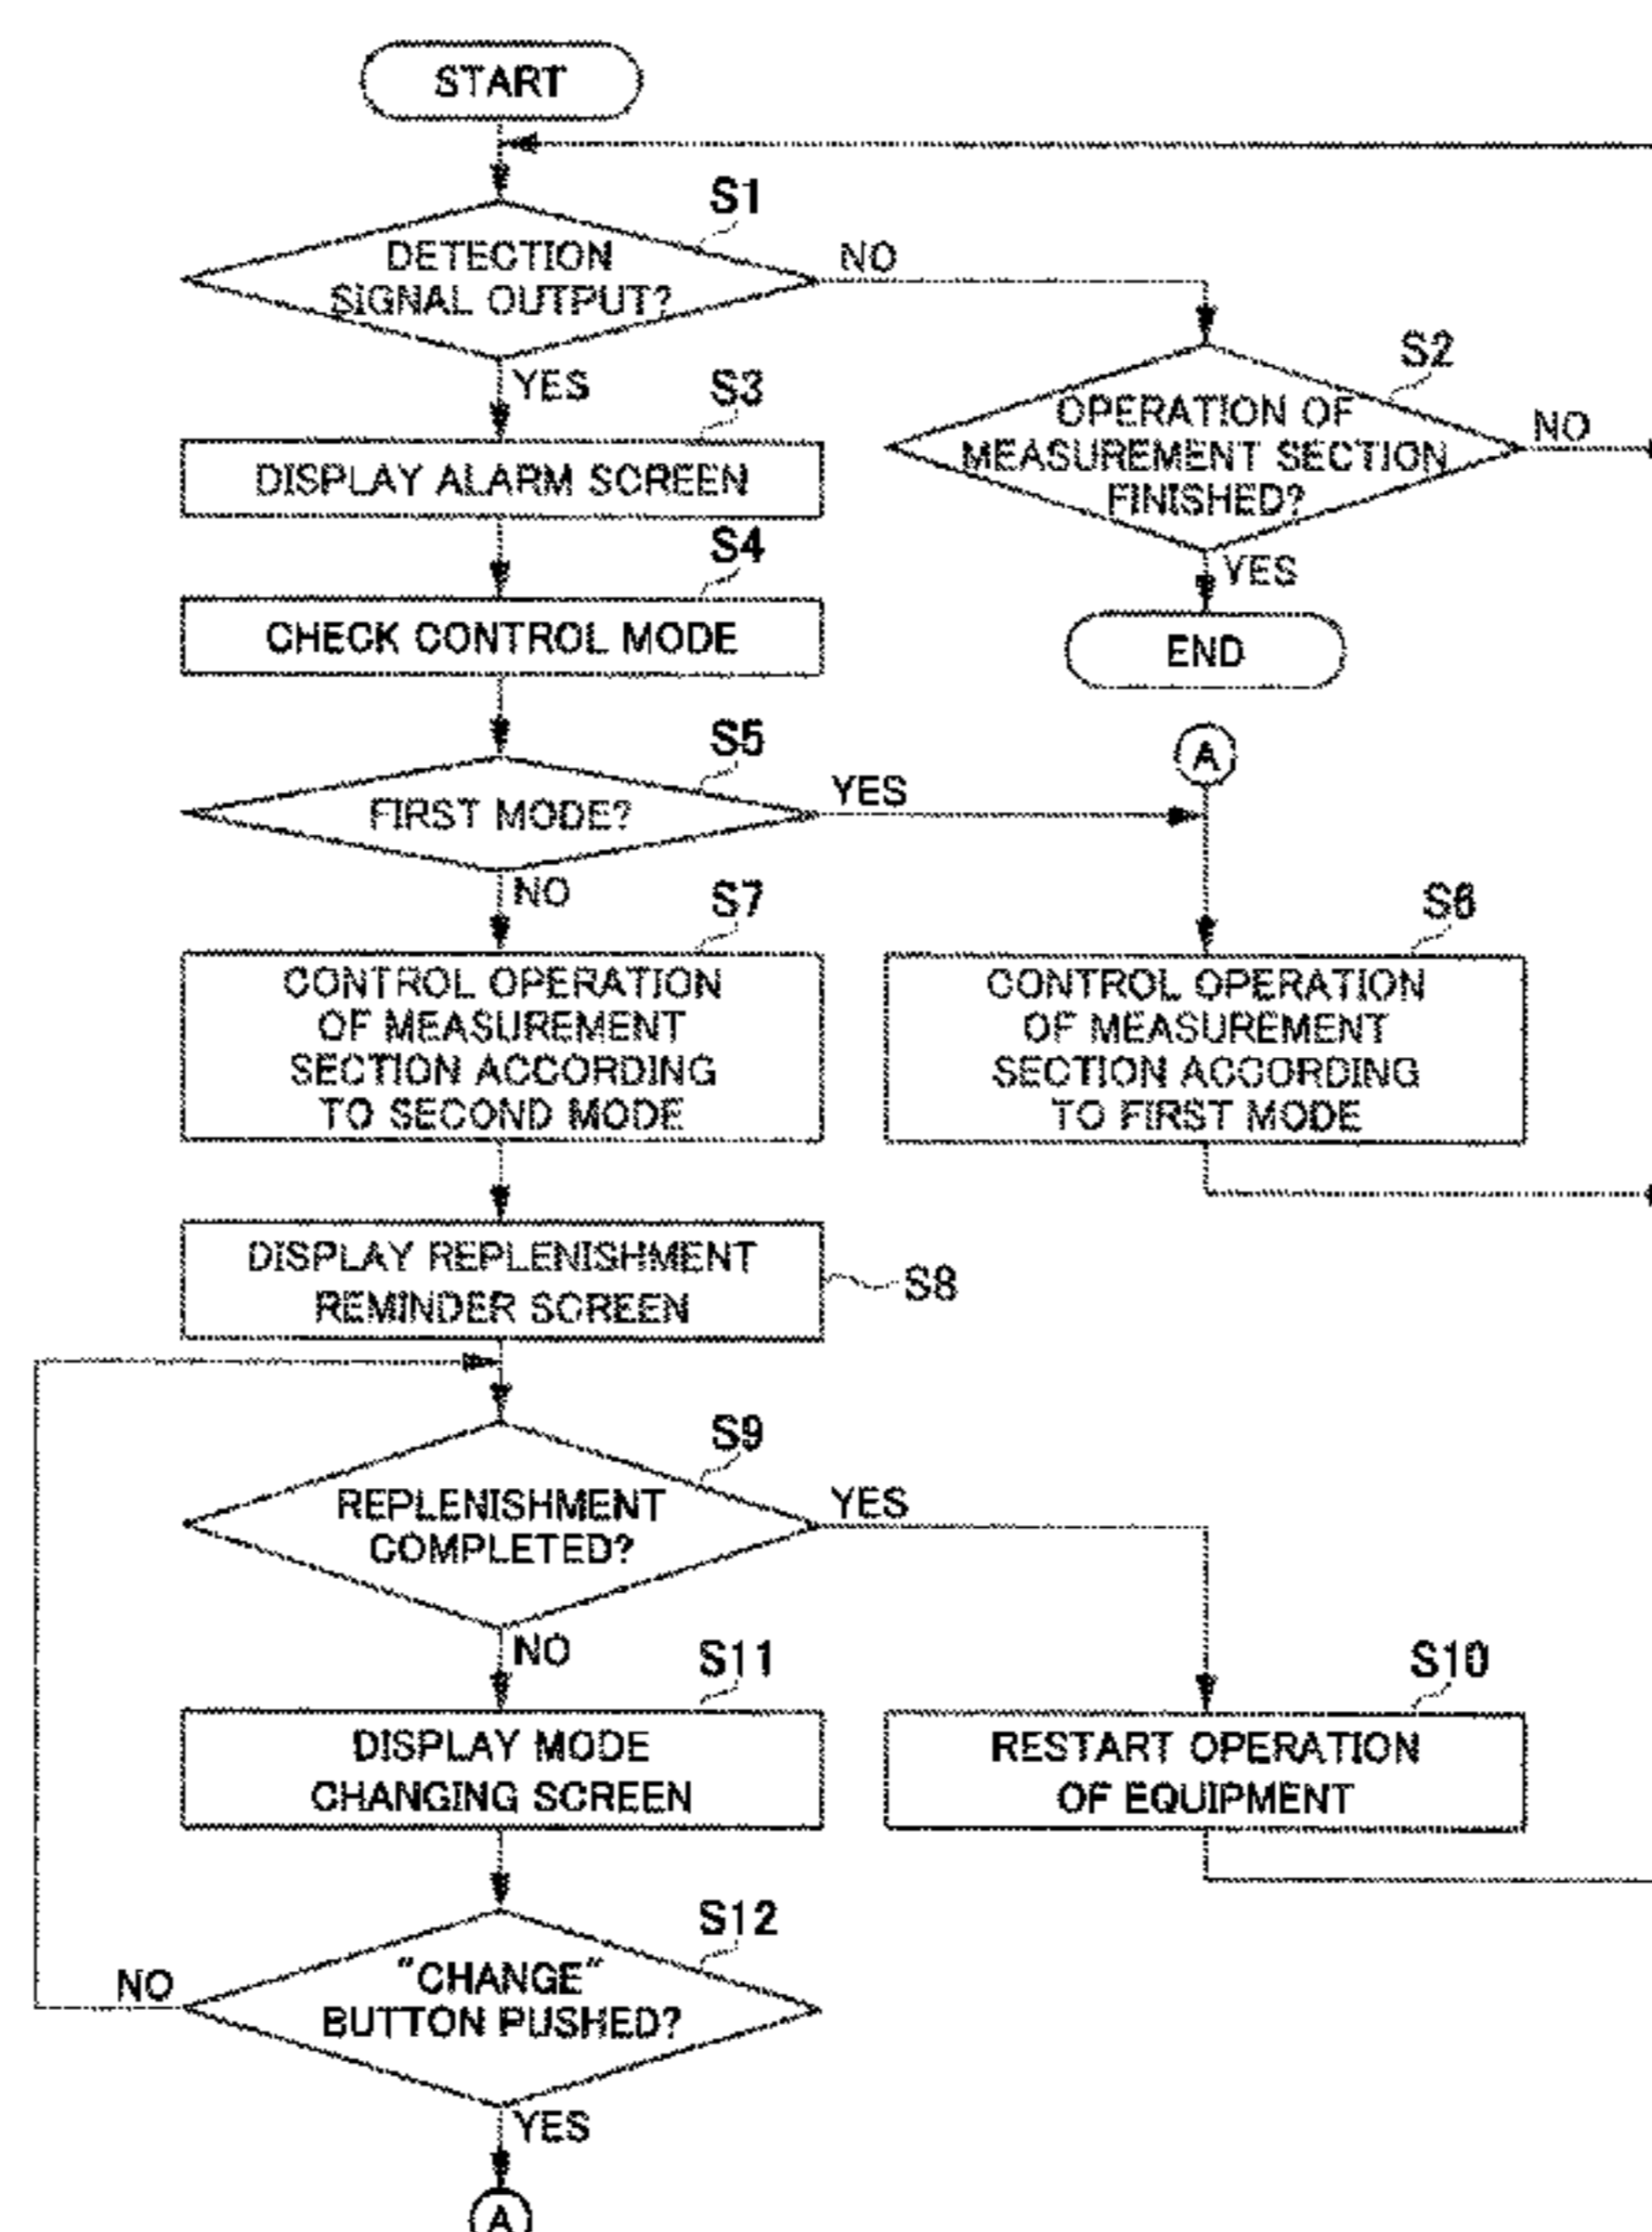 START
S1
DETECTION
SIGNAL OUTPUT?
NO
YES
S2
OPERATION OF
MEASUREMENT SECTION
FINISHED?
NO
YES
END
S3
DISPLAY ALARM SCREEN
S4
CHECK CONTROL MODE
S5
FIRST MODE?
YES
NO
A
S6
CONTROL OPERATION
OF MEASUREMENT
SECTION ACCORDING
TO FIRST MODE
S7
CONTROL OPERATION
OF MEASUREMENT
SECTION ACCORDING
TO SECOND MODE
DISPLAY REPLENISHMENT
REMINDER SCREEN
S8
S9
REPLENISHMENT
COMPLETED?
YES
NO
S10
RESTART OPERATION
OF EQUIPMENT
S11
DISPLAY MODE
CHANGING SCREEN
S12
"CHANGE"
BUTTON PUSHED?
NO
YES
A